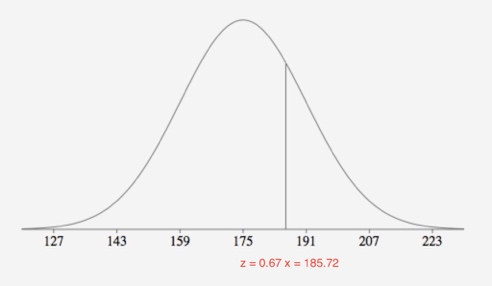 127 143 159 175 191 207 223
z = 0.67 x = 185.72